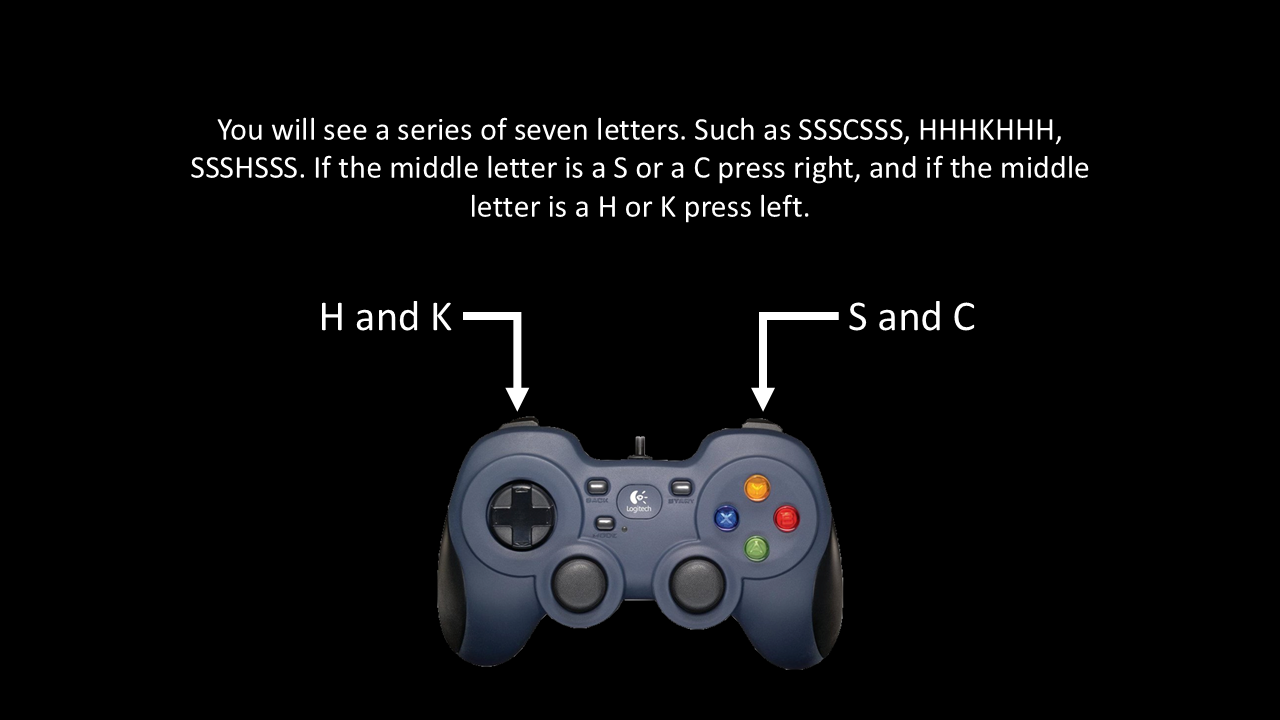 You will see a series of seven letters. Such as SSSCSSS, HHHKHHH,
SSSHSSS. If the middle letter is a S or a C press right, and if the middle
letter is a H or K press left.
H and K
S and C
BACK
START
Logitech
MODE
Y
X
B
A